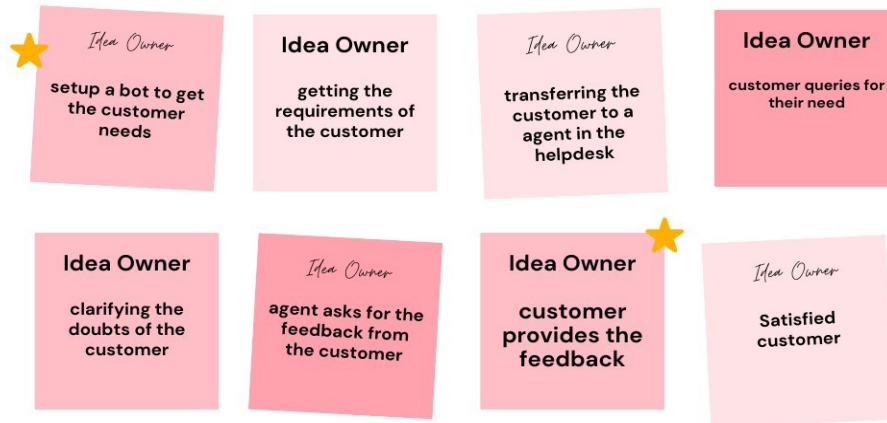 Idea Owner
setup a bot to get
the customer
needs
Idea Owner
getting the
requirements of
the customer
Idea Owner
transferring the
customer to a
agent in the
helpdesk
Idea Owner
customer queries for
their need
Idea Owner
clarifying the
doubts of the
customer
Idea Owner
agent asks for the
feedback from
the customer
Idea Owner
customer
provides the
feedback
Idea Owner
Satisfied
customer